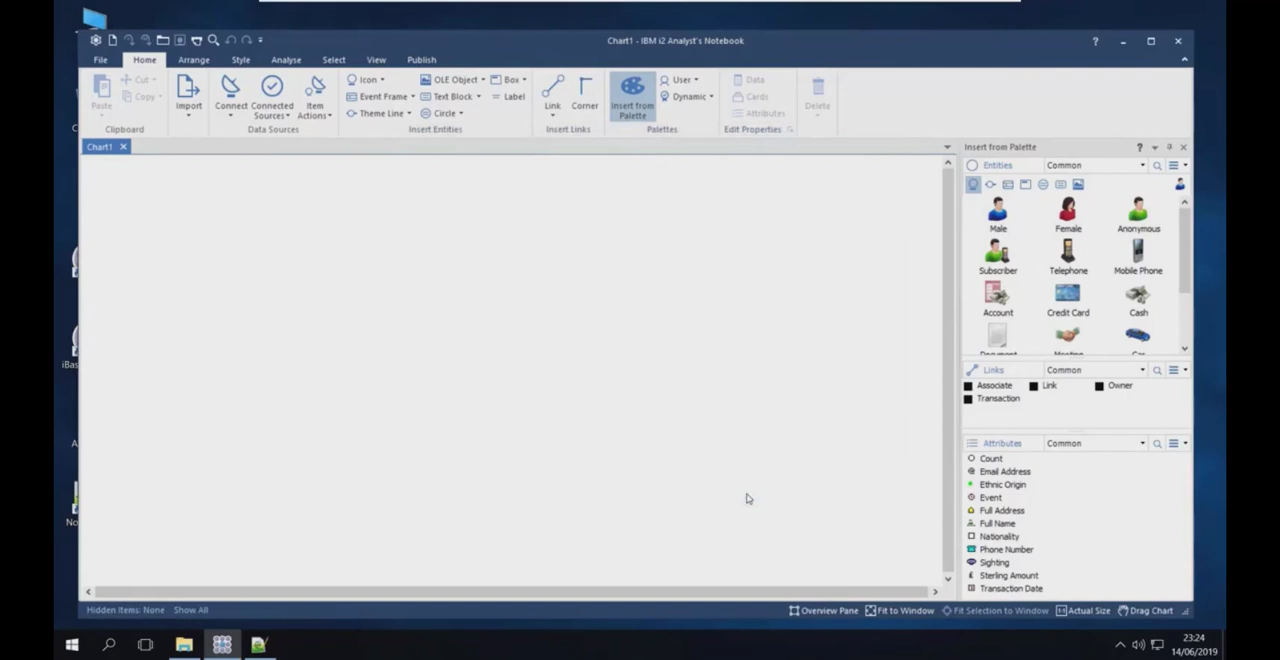 Chart1 - IBM i2 Analyst's Notebook
File Home Arrange Style Analyse Select View Publish
Paste
Cut
Copy
Clipboard
Import
Connect
Connected Sources
Item Actions
Data Sources
Icon
Event Frame
Theme Line
OLE Object
Text Block
Circle
Box
Label
Insert Entities
Link
Corner
Insert Links
Insert from Palette
User
Dynamic
Palettes
Data
Cards
Attributes
Edit Properties
Delete
Chart1
Insert from Palette
Entities Common
Male Female Anonymous
Subscriber Telephone Mobile Phone
Account Credit Card Cash
Document Meeting Car
Links Common
Associate Link Owner
Transaction
Attributes Common
Count
Email Address
Ethnic Origin
Event
Full Address
Full Name
Nationality
Phone Number
Sighting
Sterling Amount
Transaction Date
iBas
No
Hidden Items: None Show All
Overview Pane Fit to Window Fit Selection to Window Actual Size Drag Chart
23:24
14/06/2019